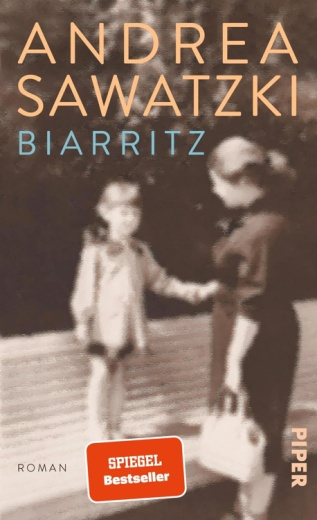 ANDREA
SAWATZKI
BIARRITZ
ROMAN
SPIEGEL
Bestseller
PIPER